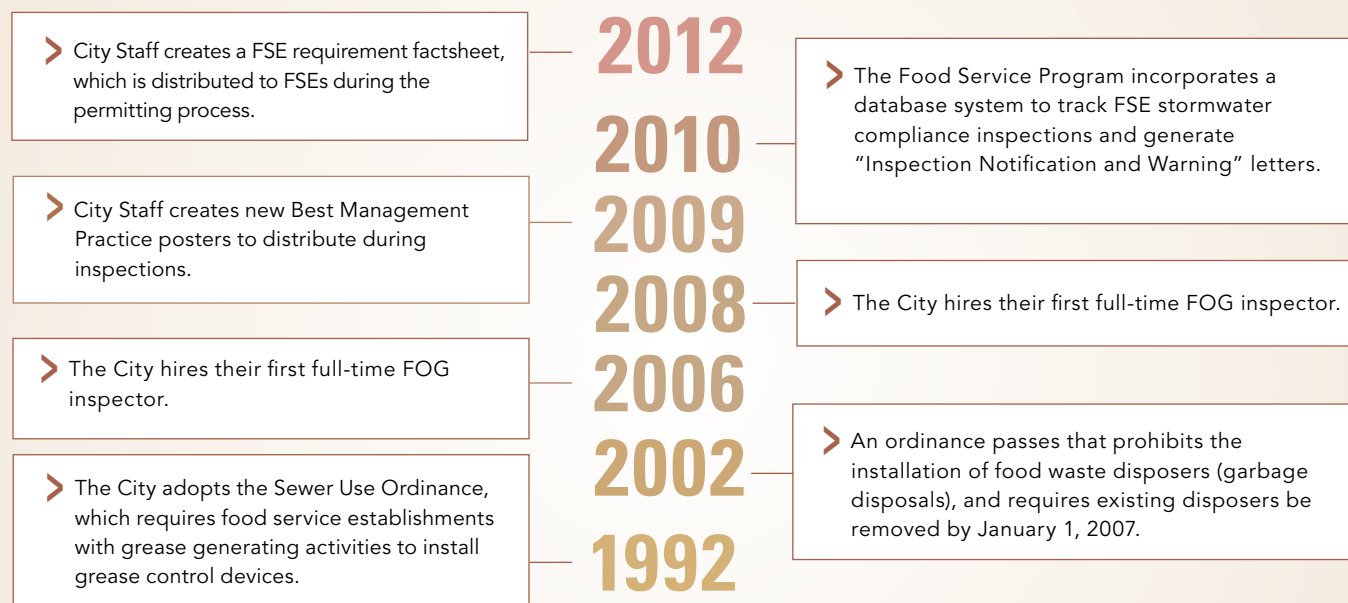 City Staff creates a FSE requirement factsheet,
which is distributed to FSEs during the
permitting process.
2012
The Food Service Program incorporates a
database system to track FSE stormwater
compliance inspections and generate
“Inspection Notification and Warning” letters.
2010
City Staff creates new Best Management
Practice posters to distribute during
inspections.
2009
2008
The City hires their first full-time FOG inspector.
The City hires their first full-time FOG
inspector.
2006
2002
An ordinance passes that prohibits the
installation of food waste disposers (garbage
disposals), and requires existing disposers be
removed by January 1, 2007.
The City adopts the Sewer Use Ordinance,
which requires food service establishments
with grease generating activities to install
grease control devices.
1992